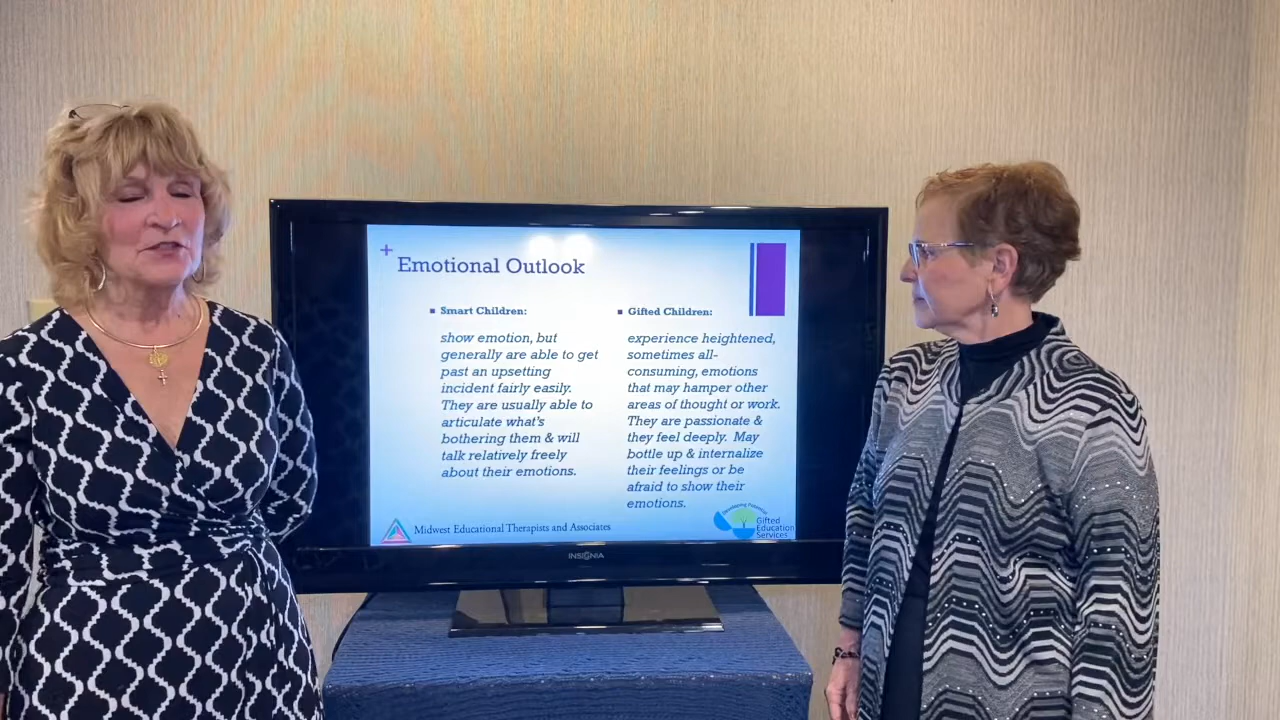 +
Emotional Outlook
▪ Smart Children:
show emotion, but
generally are able to get
past an upsetting
incident fairly easily.
They are usually able to
articulate what's
bothering them & will
talk relatively freely
about their emotions.
▪ Gifted Children:
experience heightened,
sometimes all-
consuming, emotions
that may hamper other
areas of thought or work.
They are passionate &
they feel deeply. May
bottle up & internalize
their feelings or be
afraid to show their
emotions.
Midwest Educational Therapists and Associates
Developing Potential
Gifted
Education
Services
INSIGNIA